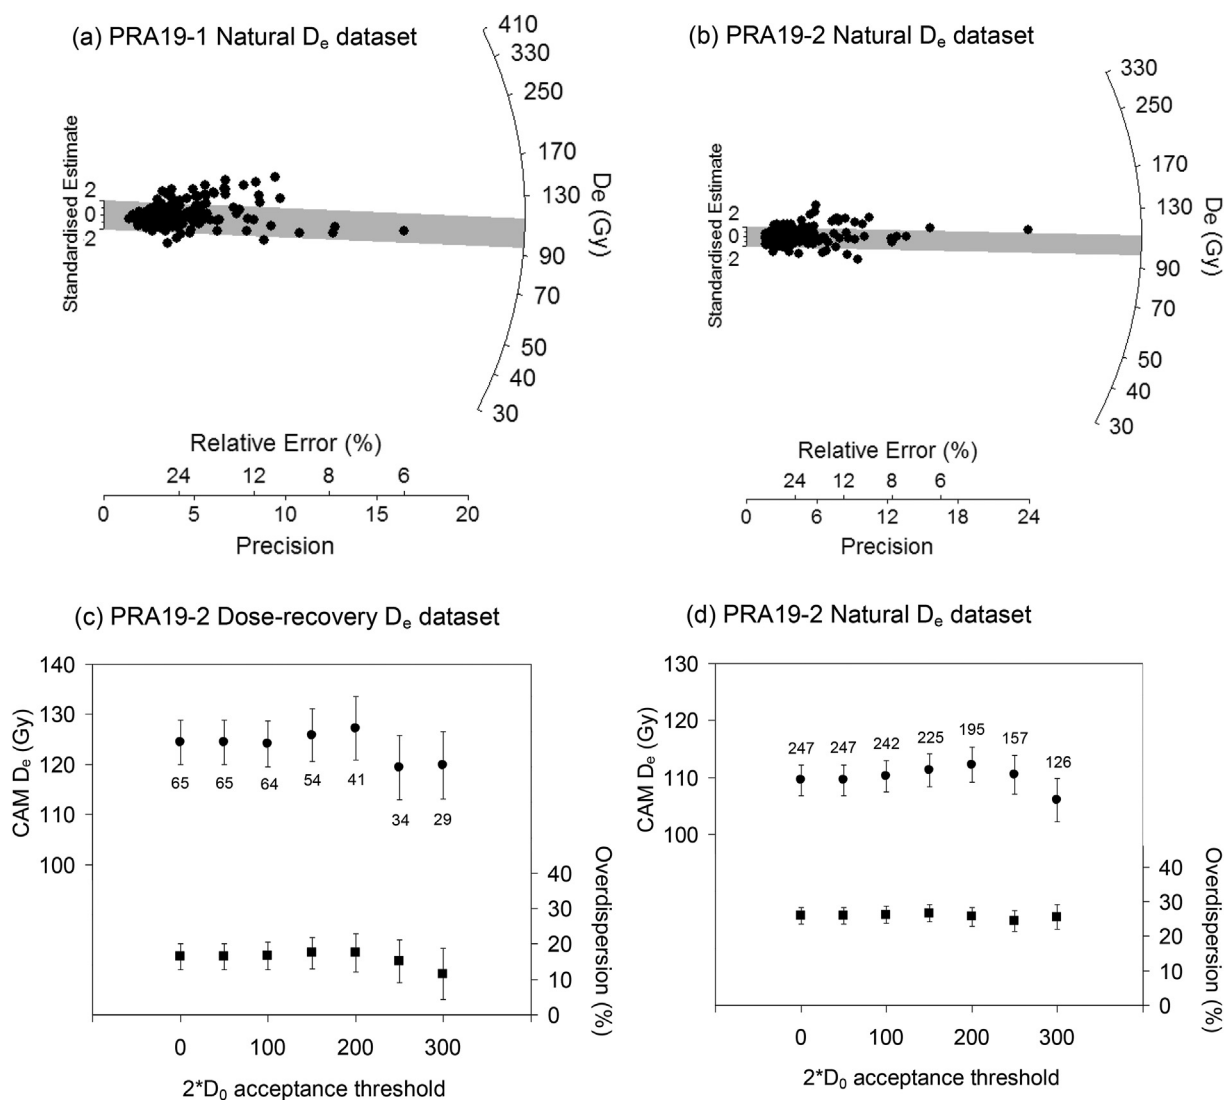 (a) PRA19-1 Natural De dataset
410
330
250
170
130
90
70
50
40
30
De (Gy)
Standardised Estimate
2
0
2
Relative Error (%)
24 12 8 6
0 5 10 15 20
Precision
(b) PRA19-2 Natural De dataset
330
250
170
130
90
70
50
40
30
De (Gy)
Standardised Estimate
2
0
2
Relative Error (%)
24 12 8 6
0 6 12 18 24
Precision
(c) PRA19-2 Dose-recovery De dataset
CAM De (Gy)
140
130
120
110
100
65 65 64 54 41 34 29
Overdispersion (%)
40
30
20
10
0
0 100 200 300
2*D0 acceptance threshold
(d) PRA19-2 Natural De dataset
CAM De (Gy)
130
120
110
100
247 247 242 225 195 157 126
Overdispersion (%)
40
30
20
10
0
0 100 200 300
2*D0 acceptance threshold